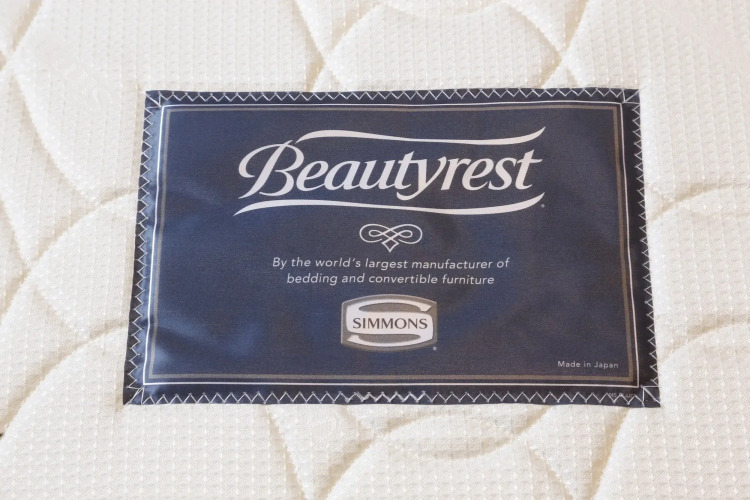 Beautyrest
By the world's largest manufacturer of
bedding and convertible furniture
SIMMONS
Made in Japan